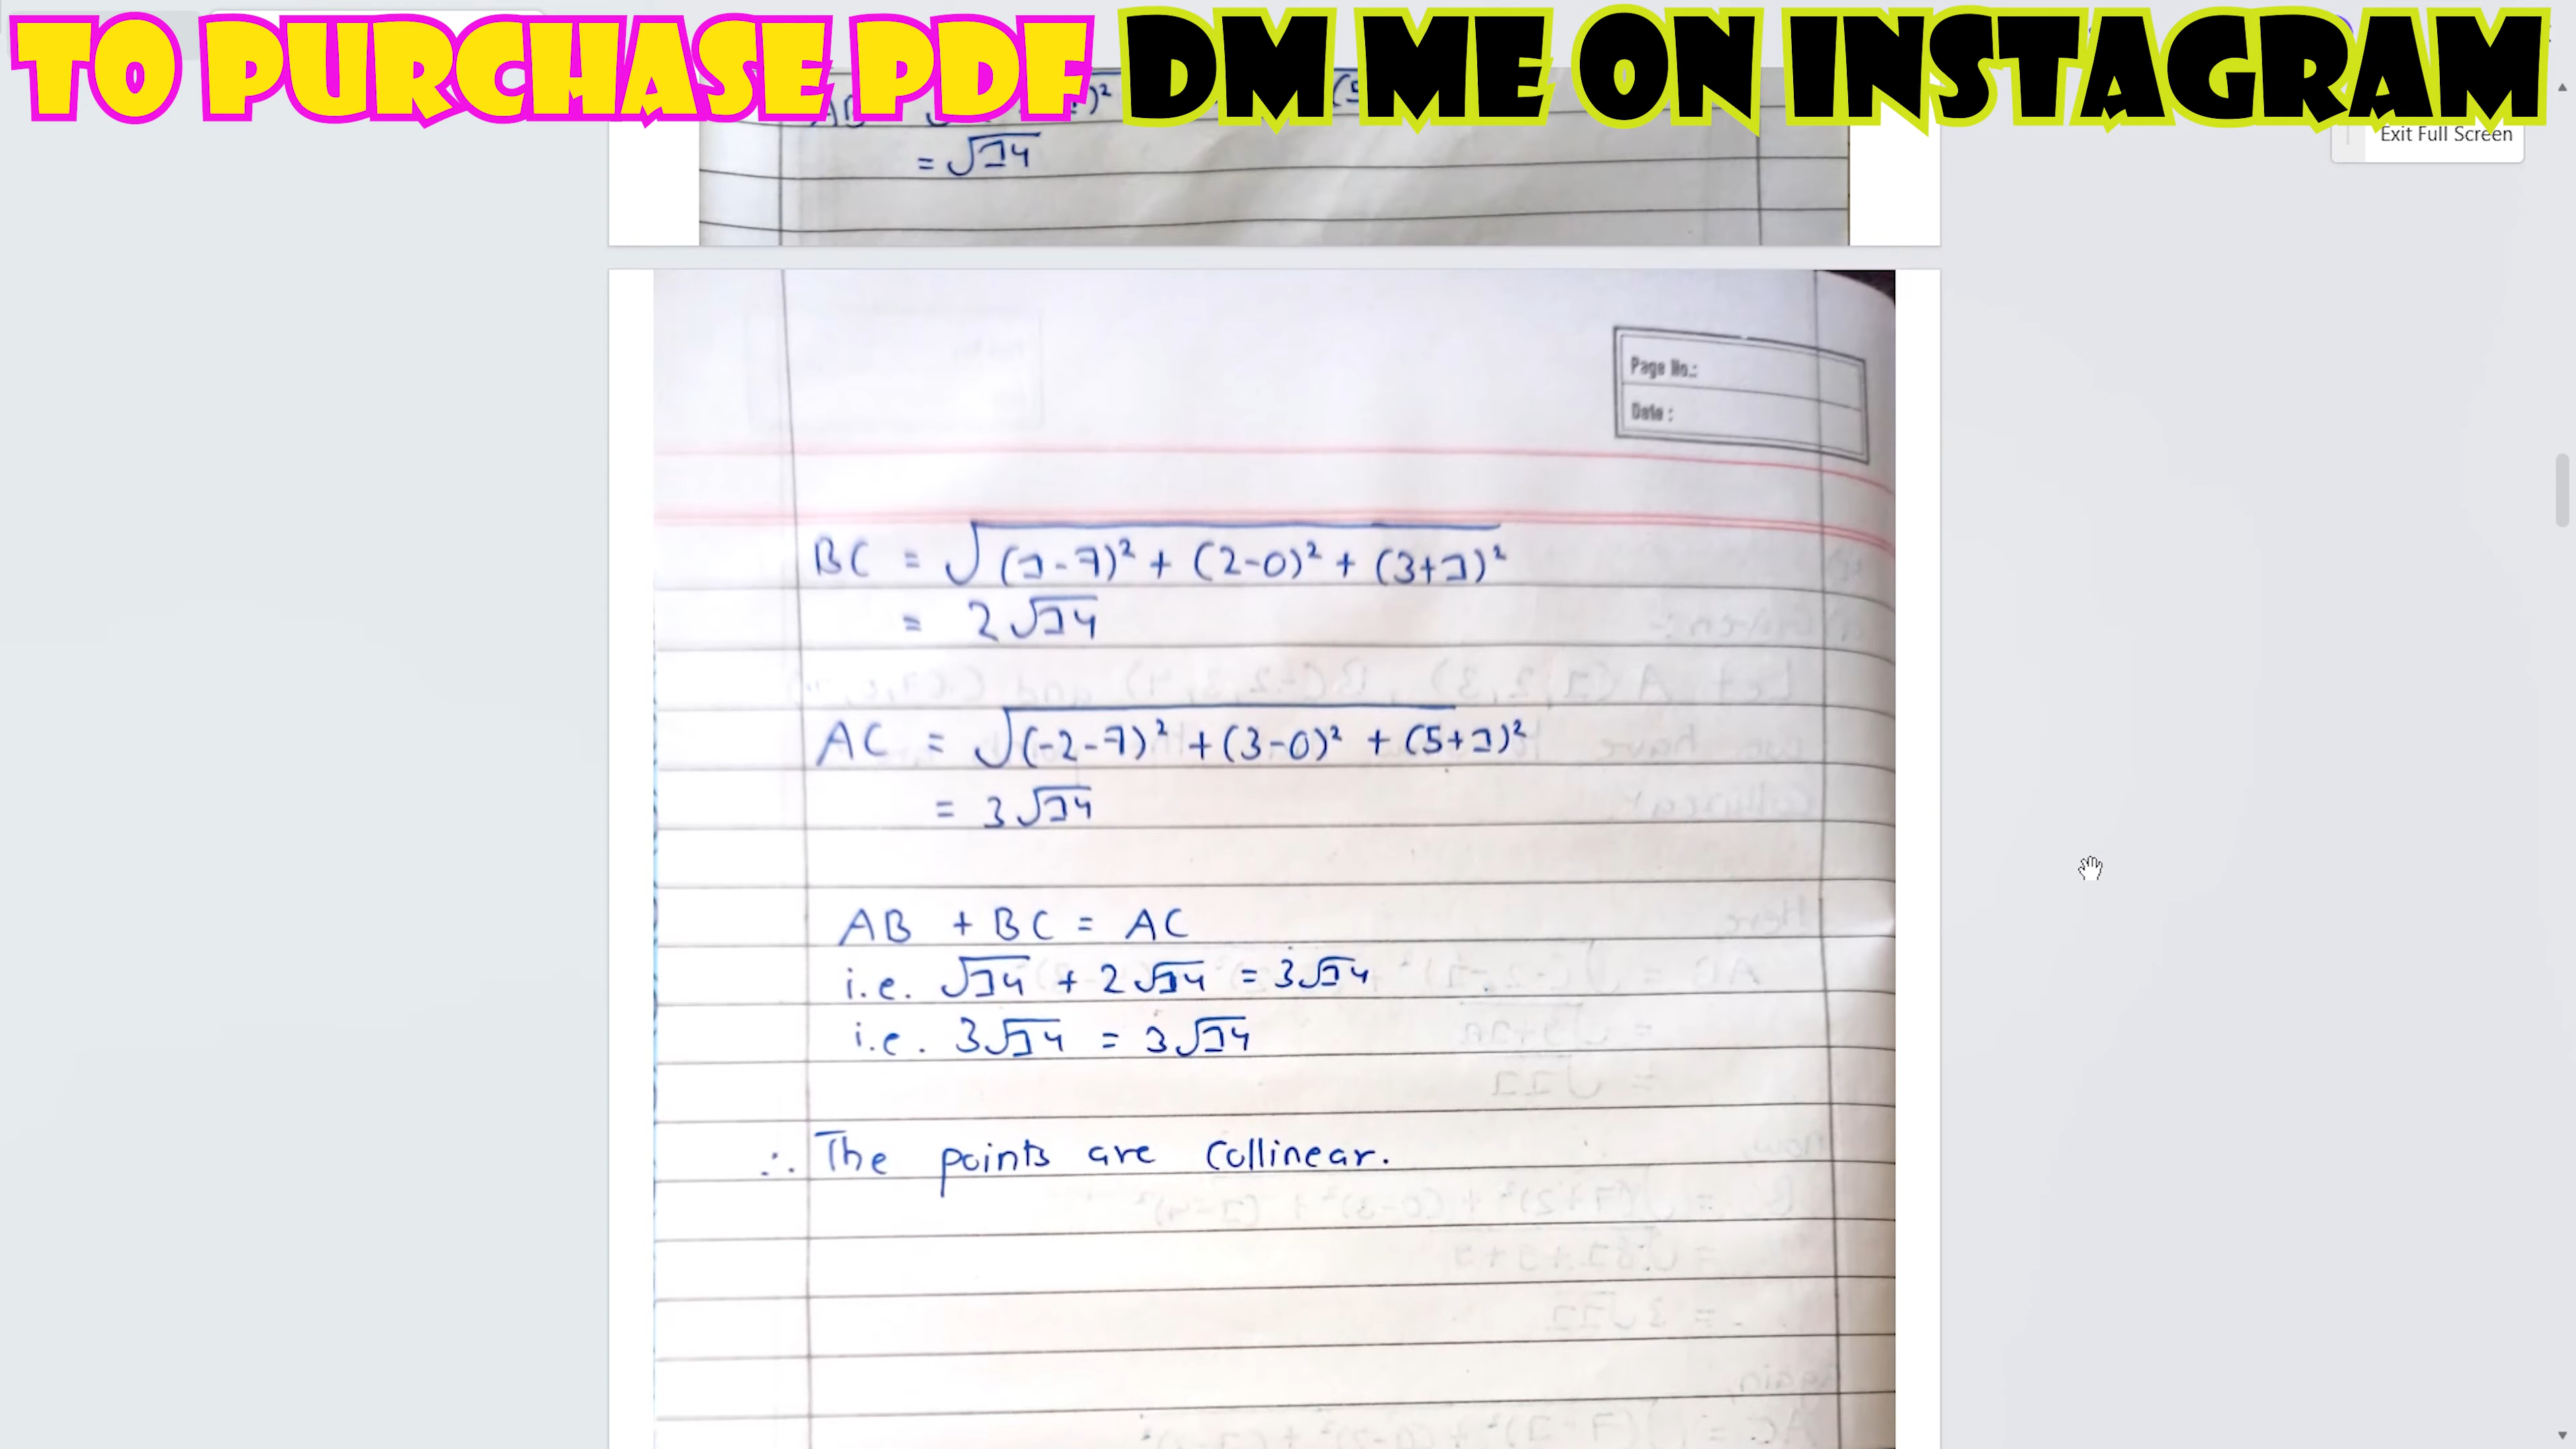 TO PURCHASE PDF DM ME ON INSTAGRAM
Exit Full Screen
= √14
Page No.:
Date :
BC = √(1-7)² + (2-0)² + (3+1)²
= 2√14
AC = √(-2-7)² + (3-0)² + (5+1)²
= 3√14
AB + BC = AC
i.e. √14 + 2√14 = 3√14
i.e. 3√14 = 3√14
∴ The points are Collinear.